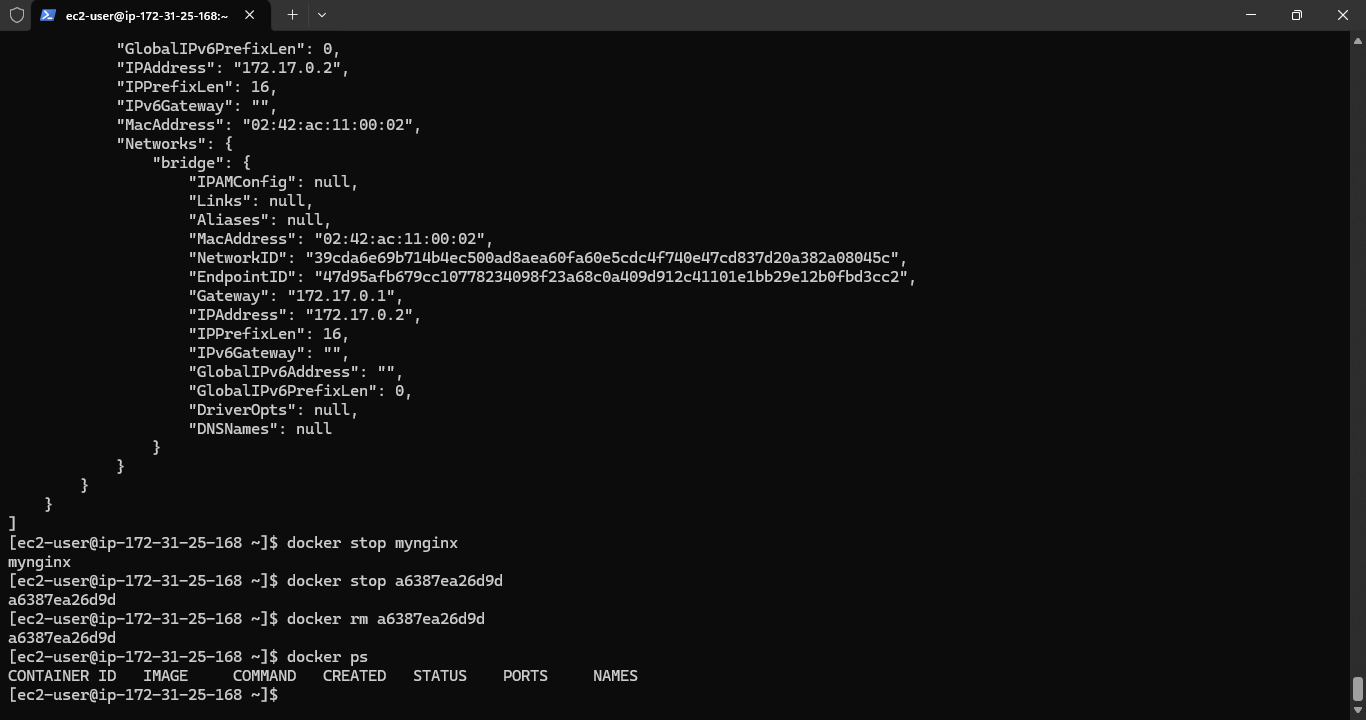 ec2-user@ip-172-31-25-168:~
            "GlobalIPv6PrefixLen": 0,
            "IPAddress": "172.17.0.2",
            "IPPrefixLen": 16,
            "IPv6Gateway": "",
            "MacAddress": "02:42:ac:11:00:02",
            "Networks": {
                "bridge": {
                    "IPAMConfig": null,
                    "Links": null,
                    "Aliases": null,
                    "MacAddress": "02:42:ac:11:00:02",
                    "NetworkID": "39cda6e69b714b4ec500ad8aea60fa60e5cdc4f740e47cd837d20a382a08045c",
                    "EndpointID": "47d95afb679cc10778234098f23a68c0a409d912c41101e1bb29e12b0fbd3cc2",
                    "Gateway": "172.17.0.1",
                    "IPAddress": "172.17.0.2",
                    "IPPrefixLen": 16,
                    "IPv6Gateway": "",
                    "GlobalIPv6Address": "",
                    "GlobalIPv6PrefixLen": 0,
                    "DriverOpts": null,
                    "DNSNames": null
                }
            }
        }
    }
]
[ec2-user@ip-172-31-25-168 ~]$ docker stop mynginx
mynginx
[ec2-user@ip-172-31-25-168 ~]$ docker stop a6387ea26d9d
a6387ea26d9d
[ec2-user@ip-172-31-25-168 ~]$ docker rm a6387ea26d9d
a6387ea26d9d
[ec2-user@ip-172-31-25-168 ~]$ docker ps
CONTAINER ID   IMAGE     COMMAND   CREATED   STATUS    PORTS     NAMES
[ec2-user@ip-172-31-25-168 ~]$